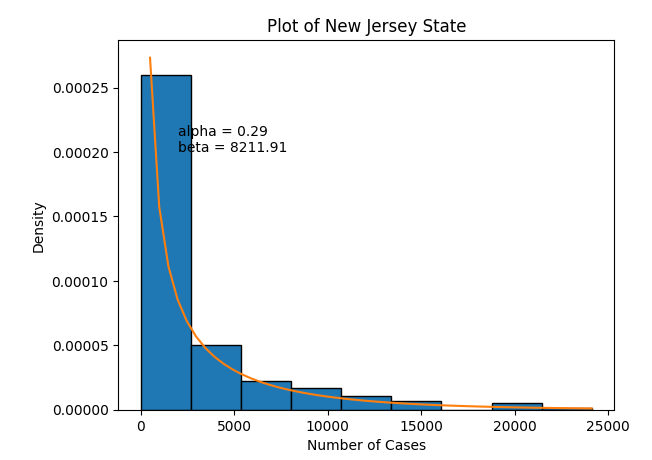 Plot of New Jersey State
0.00025
0.00020
0.00015
0.00010
0.00005
0.00000
Density
alpha = 0.29
beta = 8211.91
0 5000 10000 15000 20000 25000
Number of Cases